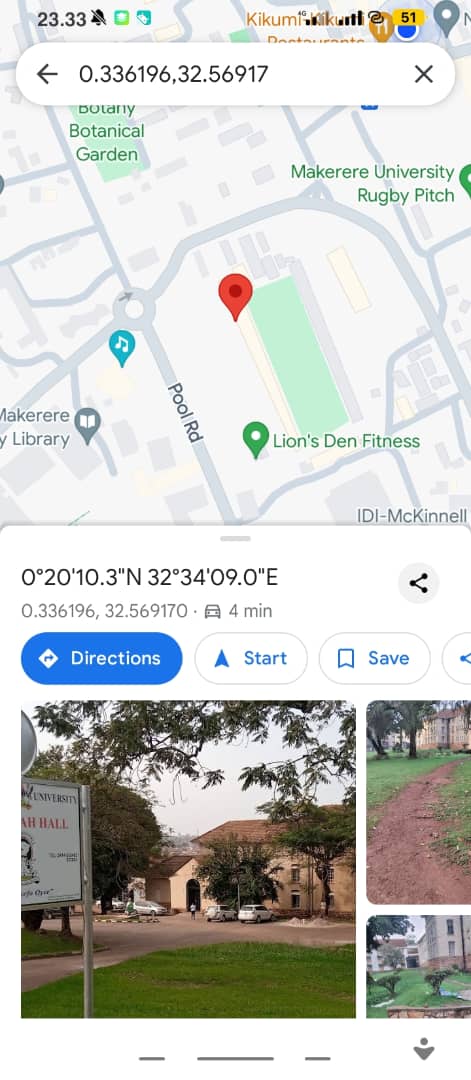 23.33
4G
51
Kikumi Kiku
Restaurants
N
0.336196,32.56917
Botany
Botanical
Garden
Makerere University
Rugby Pitch
Makerere
y Library
Pool Rd
Lion's Den Fitness
IDI-McKinnell
0°20'10.3"N 32°34'09.0"E
0.336196, 32.569170 · 4 min
Directions
Start
Save
UNIVERSITY
AH HALL